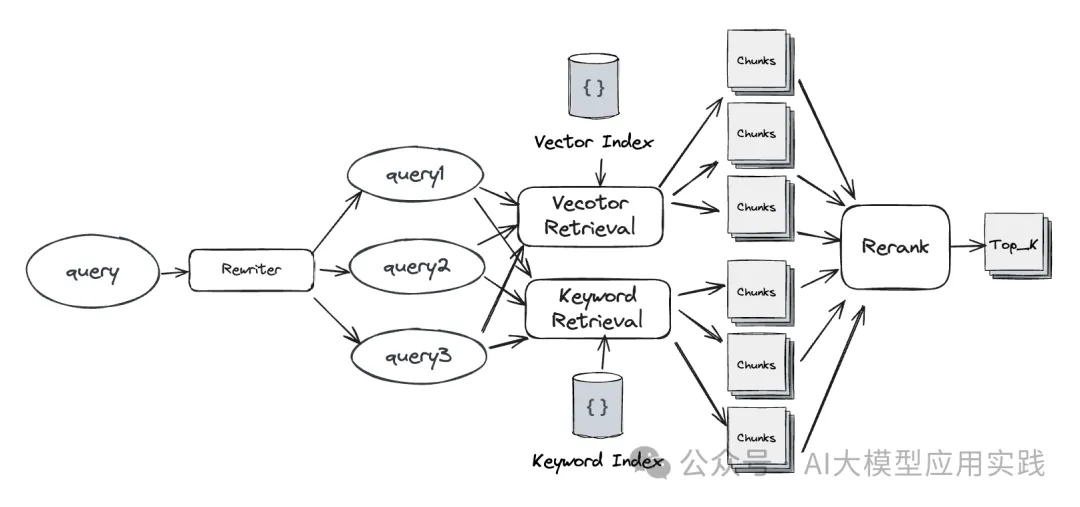 query
Rewriter
query1
query2
query3
{}
Vector Index
Vecotor
Retrieval
Keyword
Retrieval
{}
Keyword Index
Chunks
Chunks
Chunks
Chunks
Chunks
Chunks
Rerank
Top_K
公众号 · AI大模型应用实践